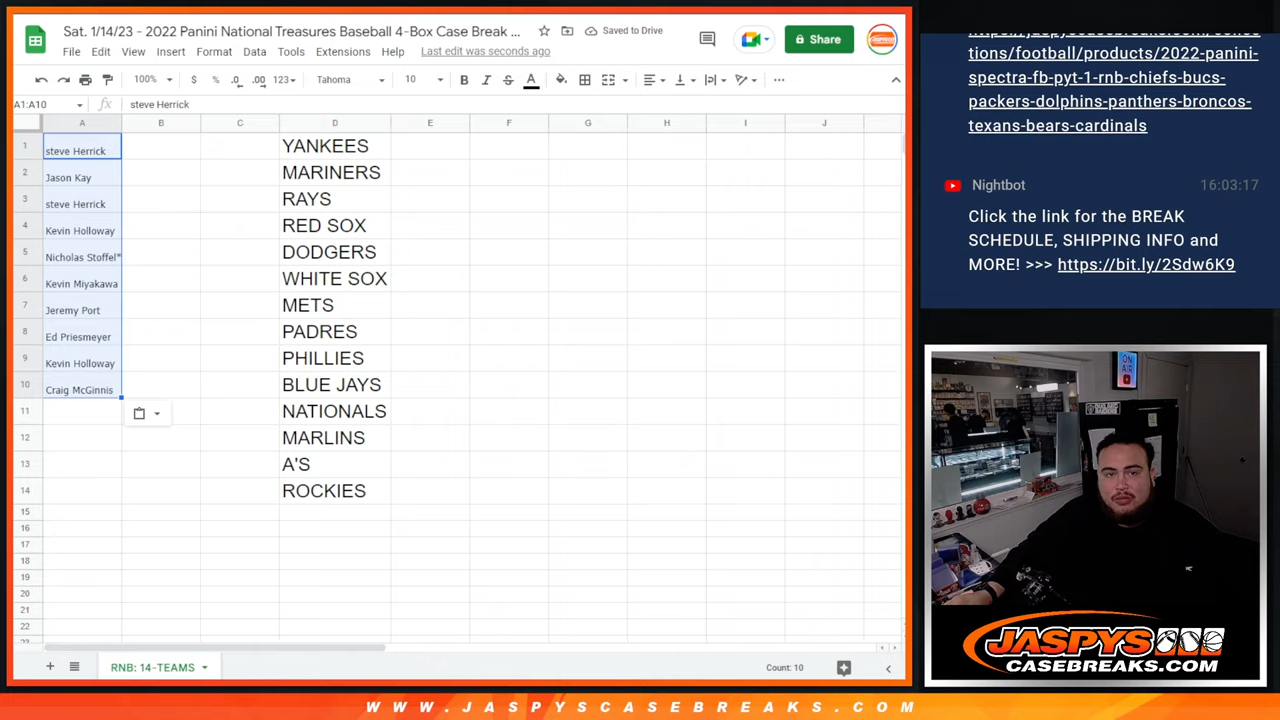 Sat. 1/14/23 - 2022 Panini National Treasures Baseball 4-Box Case Break ...
Saved to Drive
File Edit View Insert Format Data Tools Extensions Help Last edit was seconds ago
Share
100% $ % .0 .00 123 Tahoma 10 B I S A
A1:A10 fx steve Herrick
A B C D E F G H I J
1 steve Herrick YANKEES
2 Jason Kay MARINERS
3 steve Herrick RAYS
4 Kevin Holloway RED SOX
5 Nicholas Stoffel* DODGERS
6 Kevin Miyakawa WHITE SOX
7 Jeremy Port METS
8 Ed Priesmeyer PADRES
9 Kevin Holloway PHILLIES
10 Craig McGinnis BLUE JAYS
11 NATIONALS
12 MARLINS
13 A'S
14 ROCKIES
15
16
17
18
19
20
21
22
23
RNB: 14-TEAMS
Count: 10
tions/football/products/2022-panini-
spectra-fb-pyt-1-rnb-chiefs-bucs-
packers-dolphins-panthers-broncos-
texans-bears-cardinals
Nightbot 16:03:17
Click the link for the BREAK
SCHEDULE, SHIPPING INFO and
MORE! >>> https://bit.ly/2Sdw6K9
ON
AIR
JASPYS
CASEBREAKS.COM
WWW.JASPYSCASEBREAKS.COM